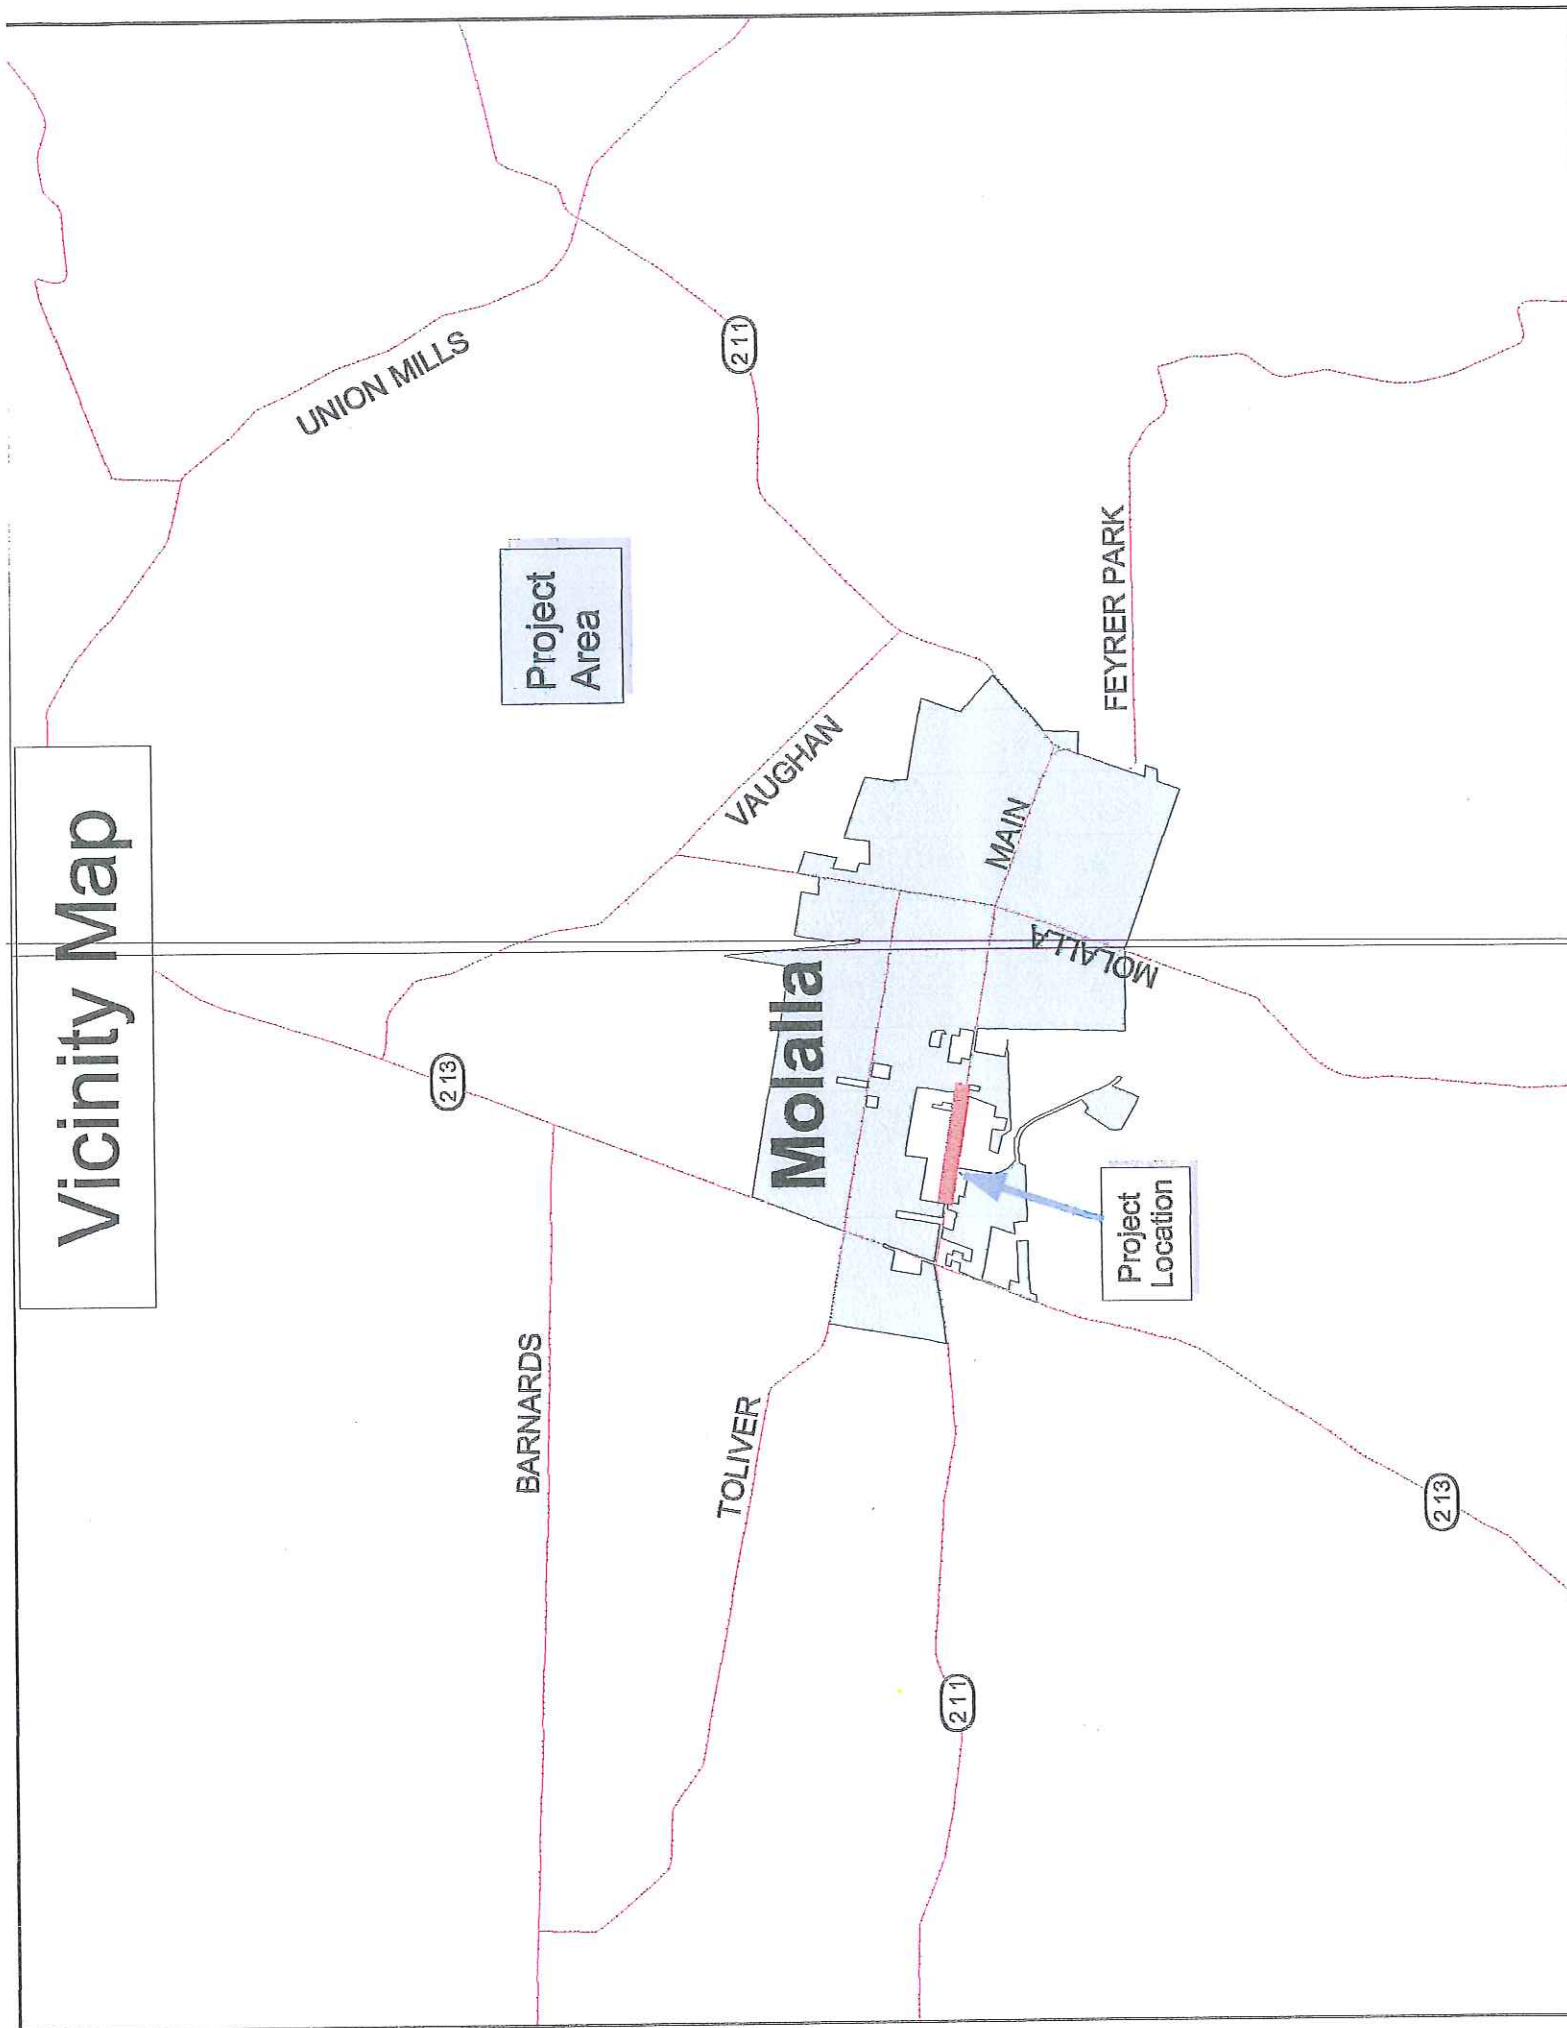 Vicinity Map
UNION MILLS
213
211
Project
Area
BARNARDS
VAUGHAN
TOLIVER
Molalla
MAIN
FEYRER PARK
MOLALLA
211
Project
Location
213